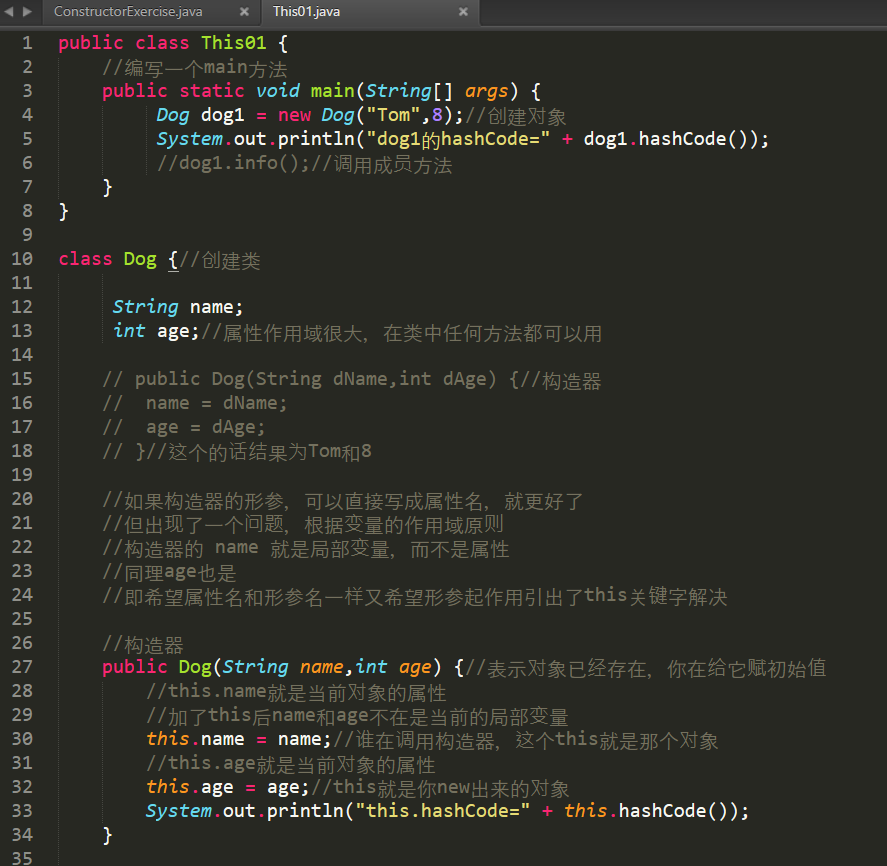 ConstructorExercise.java × This01.java ×
1 public class This01 {
2 //编写一个main方法
3 public static void main(String[] args) {
4 Dog dog1 = new Dog("Tom",8);//创建对象
5 System.out.println("dog1的hashCode=" + dog1.hashCode());
6 //dog1.info();//调用成员方法
7 }
8 }
9
10 class Dog {//创建类
11
12 String name;
13 int age;//属性作用域很大，在类中任何方法都可以用
14
15 // public Dog(String dName,int dAge) {//构造器
16 // name = dName;
17 // age = dAge;
18 // }//这个的话结果为Tom和8
19
20 //如果构造器的形参，可以直接写成属性名，就更好了
21 //但出现了一个问题，根据变量的作用域原则
22 //构造器的 name 就是局部变量，而不是属性
23 //同理age也是
24 //即希望属性名和形参名一样又希望形参起作用引出了this关键字解决
25
26 //构造器
27 public Dog(String name,int age) {//表示对象已经存在，你在给它赋初始值
28 //this.name就是当前对象的属性
29 //加了this后name和age不在是当前的局部变量
30 this.name = name;//谁在调用构造器，这个this就是那个对象
31 //this.age就是当前对象的属性
32 this.age = age;//this就是你new出来的对象
33 System.out.println("this.hashCode=" + this.hashCode());
34 }
35